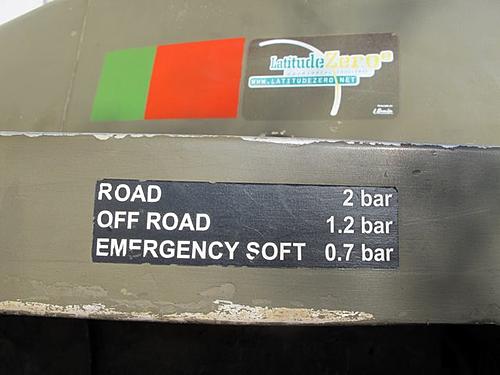 LatitudeZero°
WWW.LATITUDEZERO.NET
ROAD 2 bar
OFF ROAD 1.2 bar
EMERGENCY SOFT 0.7 bar